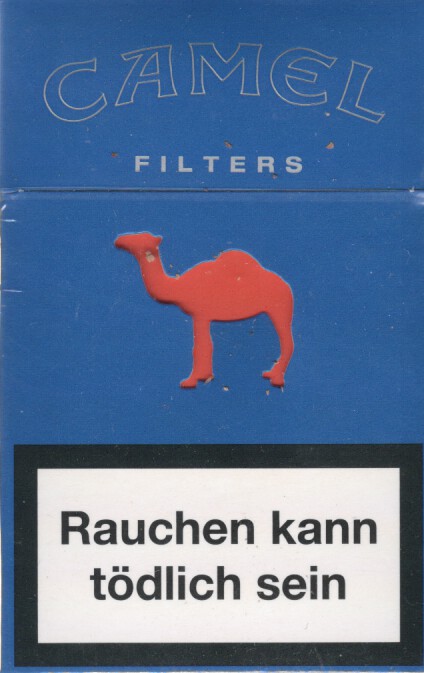 CAMEL
FILTERS
Rauchen kann
tödlich sein